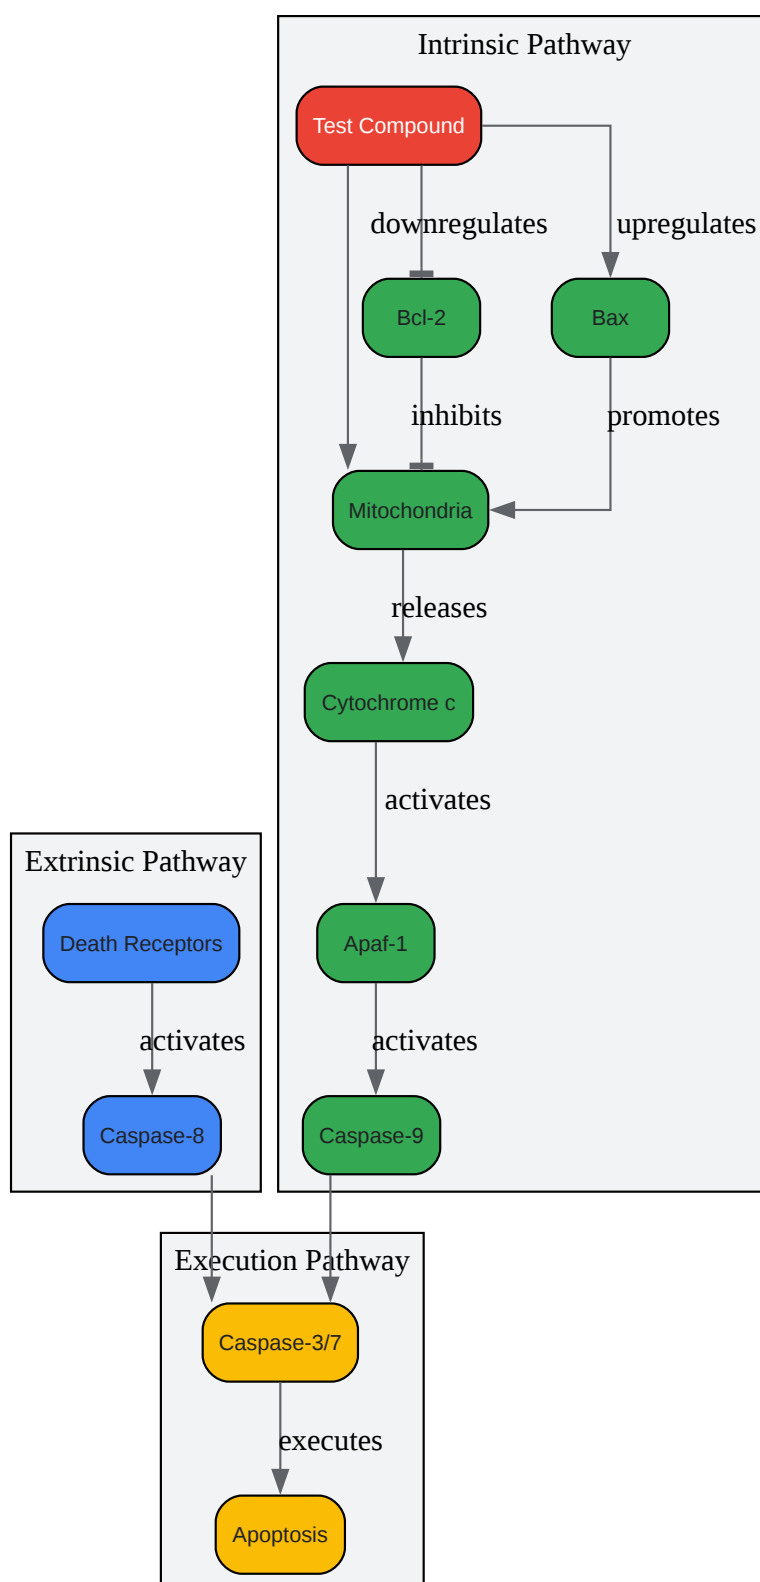 Intrinsic Pathway
Test Compound
downregulates
upregulates
Bcl-2
Bax
inhibits
promotes
Mitochondria
releases
Cytochrome c
activates
Extrinsic Pathway
Death Receptors
Apaf-1
activates
activates
Caspase-8
Caspase-9
Execution Pathway
Caspase-3/7
executes
Apoptosis